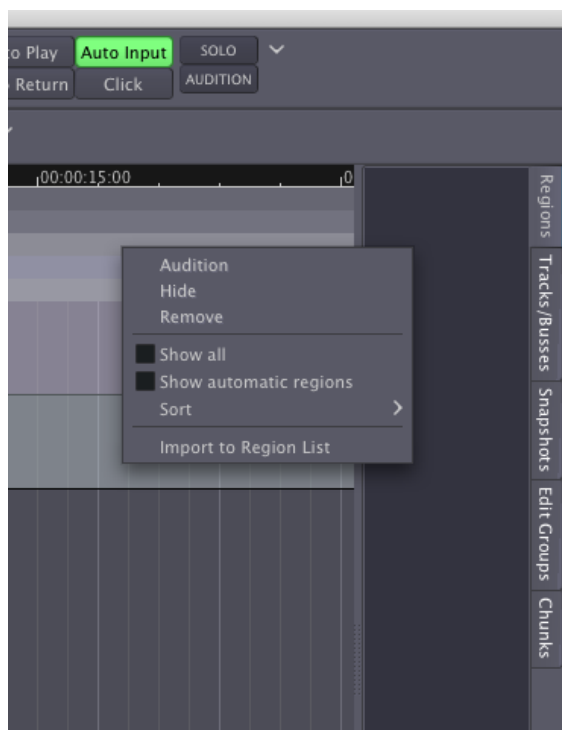 to Play Auto Input SOLO
Return Click AUDITION
00:00:15:00 0
Audition
Hide
Remove
Show all
Show automatic regions
Sort
Import to Region List
Regions
Tracks/Busses
Snapshots
Edit Groups
Chunks